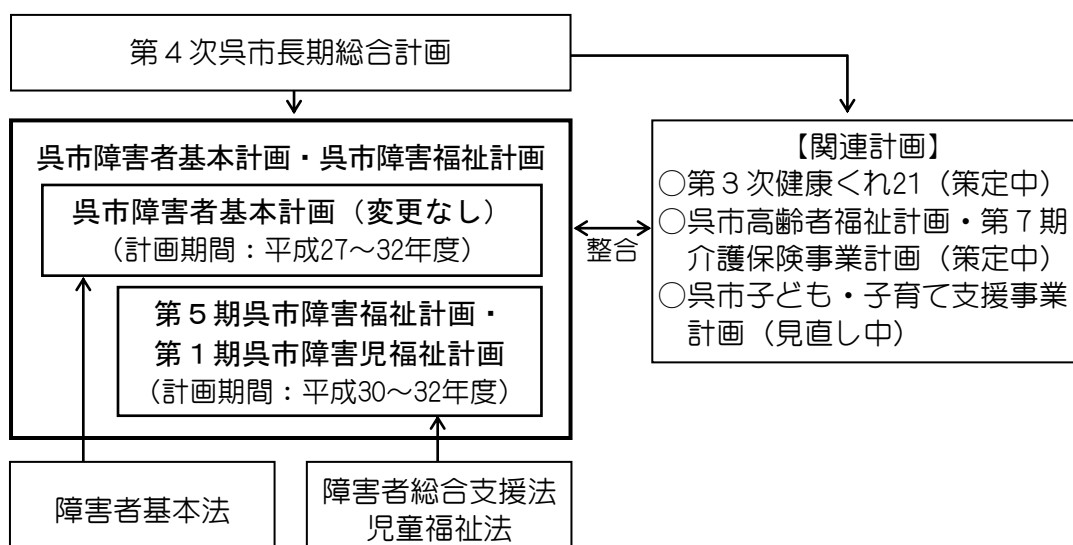 第4次呉市長期総合計画
呉市障害者基本計画・呉市障害福祉計画
呉市障害者基本計画（変更なし）
（計画期間：平成27～32年度）
第5期呉市障害福祉計画・
第1期呉市障害児福祉計画
（計画期間：平成30～32年度）
整合
【関連計画】
○第3次健康くれ21（策定中）
○呉市高齢者福祉計画・第7期
介護保険事業計画（策定中）
○呉市子ども・子育て支援事業
計画（見直し中）
障害者基本法
障害者総合支援法
児童福祉法